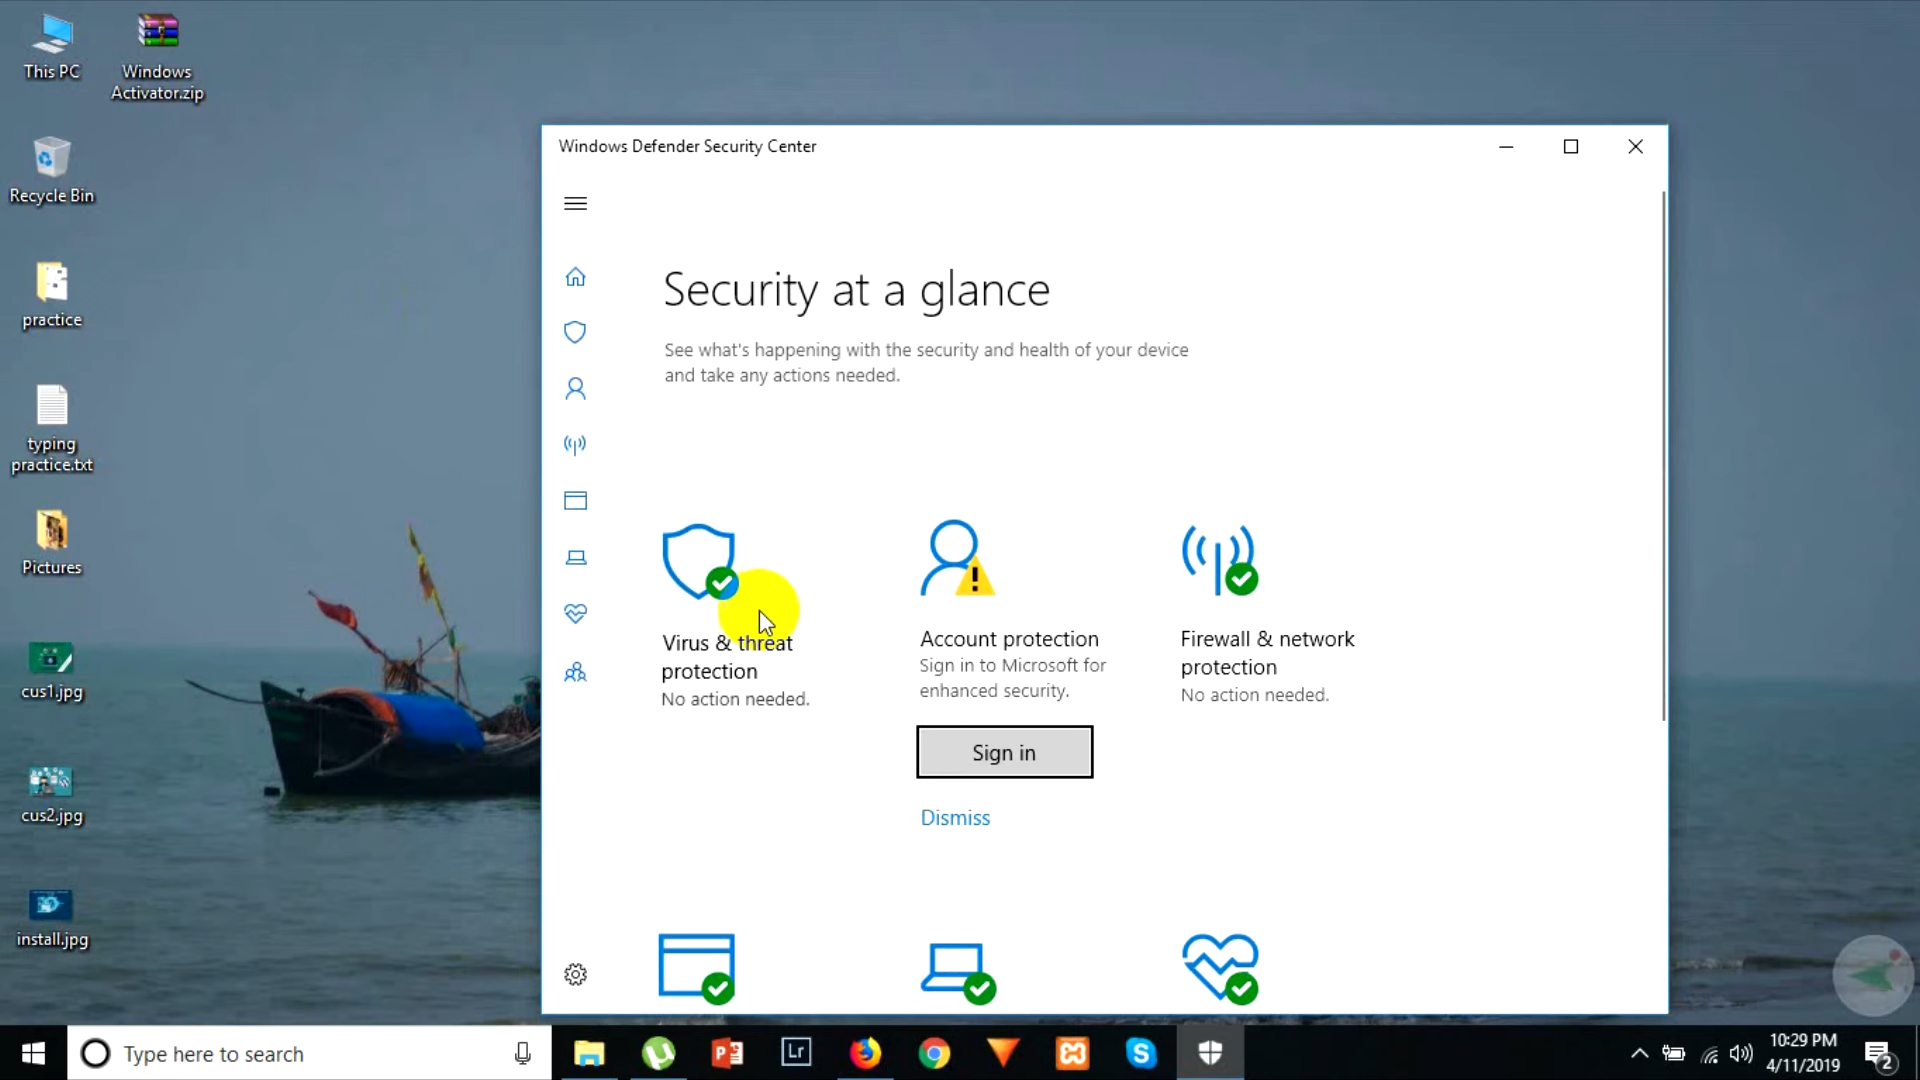 This PC
Windows
Activator.zip
Recycle Bin
practice
typing
practice.txt
Pictures
cus1.jpg
cus2.jpg
install.jpg
Windows Defender Security Center
Security at a glance
See what's happening with the security and health of your device
and take any actions needed.
Virus & threat
protection
No action needed.
Account protection
Sign in to Microsoft for
enhanced security.
Sign in
Dismiss
Firewall & network
protection
No action needed.
Type here to search
Lr
10:29 PM
4/11/2019
2